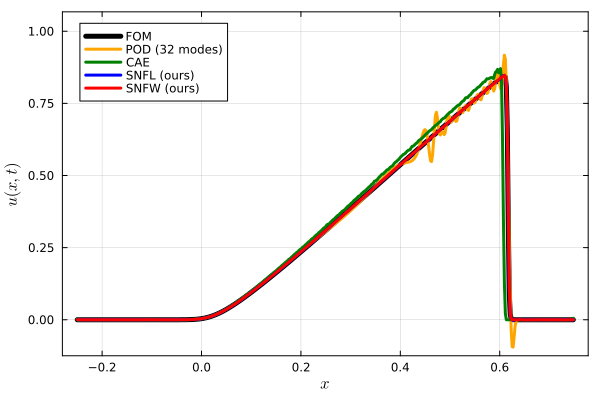 1.00
0.75
0.50
0.25
0.00
u(x, t)
FOM
POD (32 modes)
CAE
SNFL (ours)
SNFW (ours)
−0.2 0.0 0.2 0.4 0.6
x